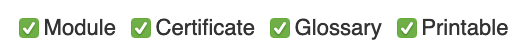 ✅ Module ✅ Certificate ✅ Glossary ✅ Printable